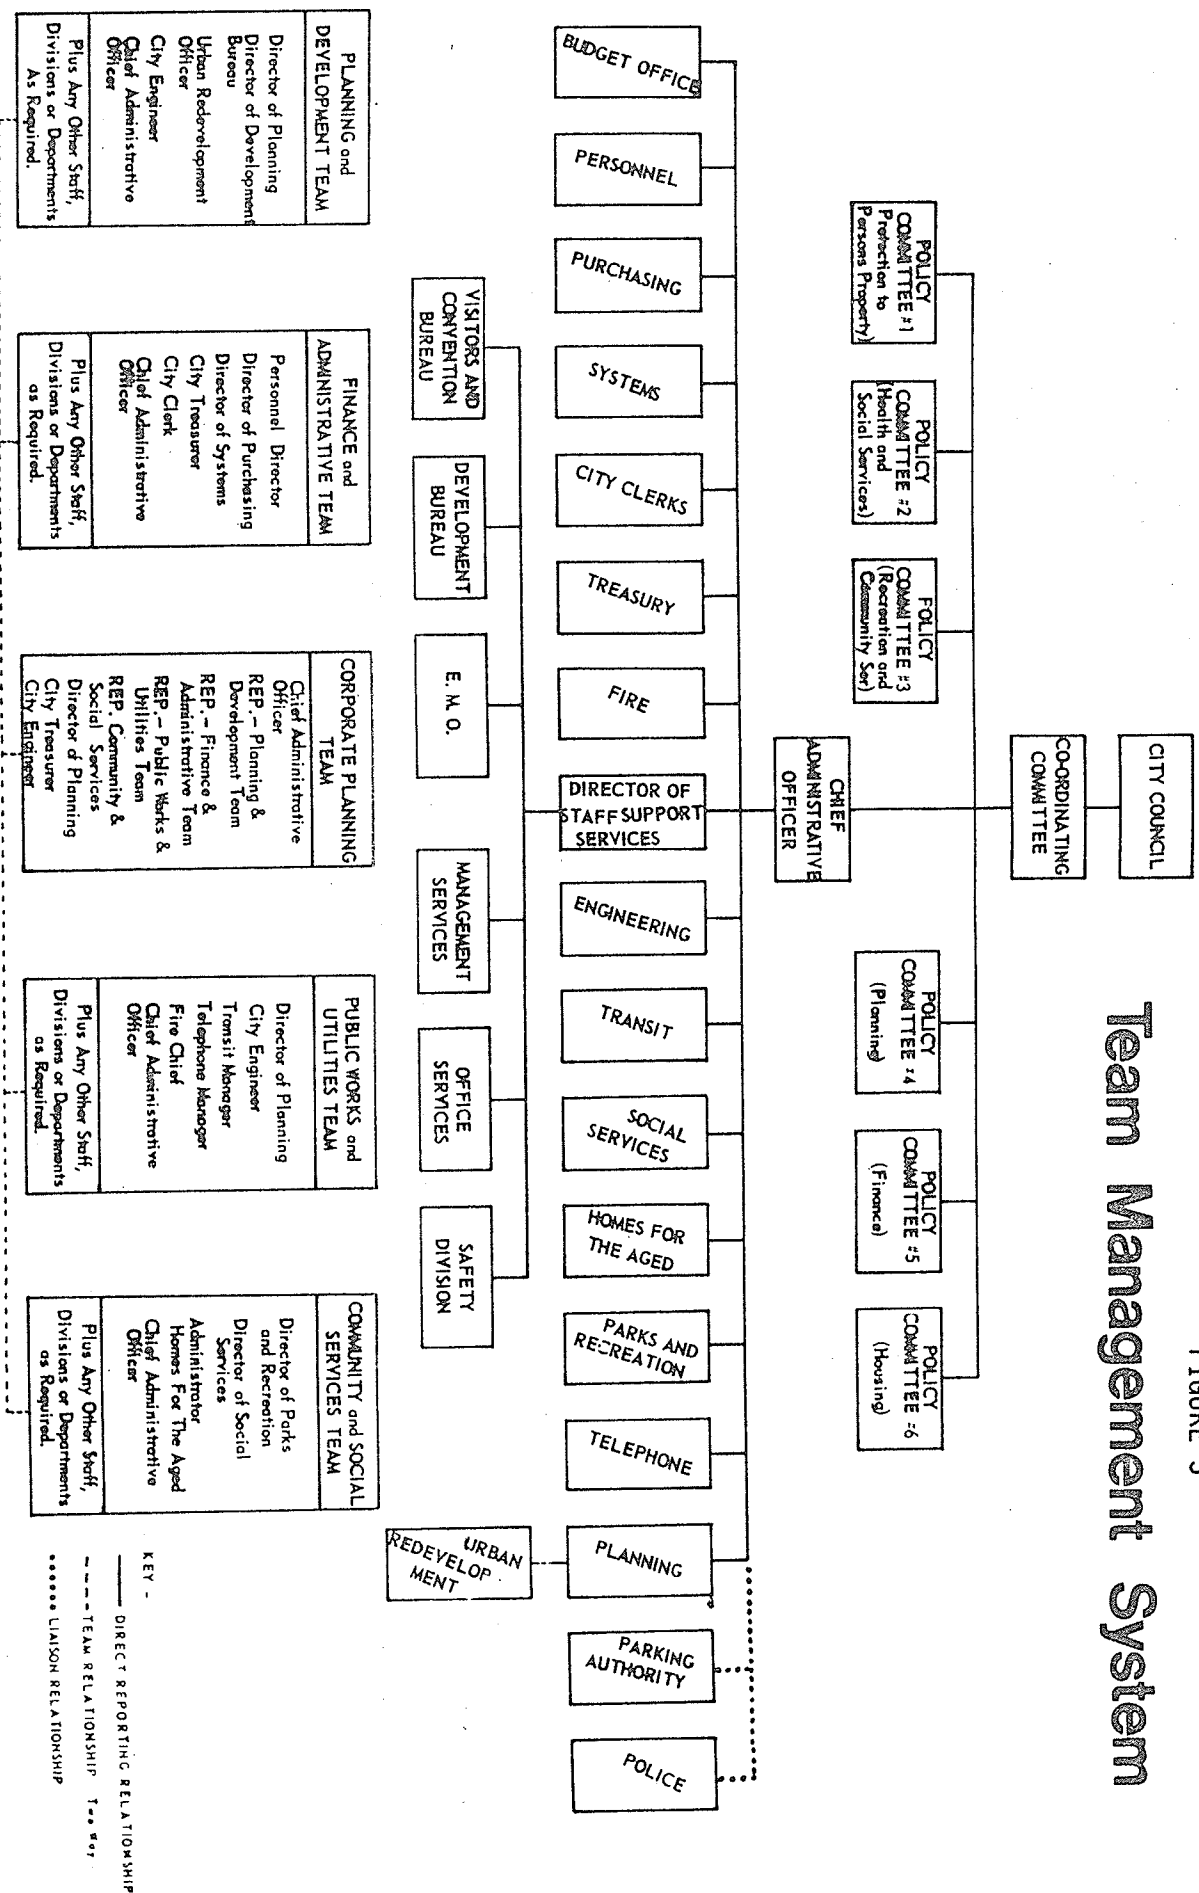 FIGURE
Team Management System
CITY COUNCIL
CO-ORDINATING
COMMITTEE
POLICY
COMMITTEE #1
Protection to
Persons Property)
POLICY
COMMITTEE #2
(Health and
Social Services)
POLICY
COMMITTEE #3
(Recreation and
Community Ser)
POLICY
COMMITTEE #4
(Planning)
POLICY
COMMITTEE #5
(Finance)
POLICY
COMMITTEE #6
(Housing)
CHIEF
ADMINISTRATIVE
OFFICER
BUDGET OFFICE
PERSONNEL
PURCHASING
SYSTEMS
CITY CLERKS
TREASURY
FIRE
DIRECTOR OF
STAFF SUPPORT
SERVICES
ENGINEERING
TRANSIT
SOCIAL
SERVICES
HOMES FOR
THE AGED
PARKS AND
RECREATION
TELEPHONE
PLANNING
PARKING
AUTHORITY
POLICE
VISITORS AND
CONVENTION
BUREAU
DEVELOPMENT
BUREAU
E. M. O.
MANAGEMENT
SERVICES
OFFICE
SERVICES
SAFETY
DIVISION
URBAN
REDEVELOP
MENT
PLANNING and
DEVELOPMENT TEAM
Director of Planning
Director of Development
Bureau
Urban Redevelopment
Officer
City Engineer
Chief Administrative
Officer
Plus Any Other Staff,
Divisions or Departments
As Required.
FINANCE and
ADMINISTRATIVE TEAM
Personnel Director
Director of Purchasing
Director of Systems
City Treasurer
City Clerk
Chief Administrative
Officer
Plus Any Other Staff,
Divisions or Departments
as Required.
CORPORATE PLANNING
TEAM
Chief Administrative
Officer
REP.- Planning &
Development Team
REP.- Finance &
Administrative Team
REP.- Public Works &
Utilities Team
REP. Community &
Social Services
Director of Planning
City Treasurer
City Engineer
PUBLIC WORKS and
UTILITIES TEAM
Director of Planning
City Engineer
Transit Manager
Telephone Manager
Fire Chief
Chief Administrative
Officer
Plus Any Other Staff,
Divisions or Departments
as Required.
COMMUNITY and SOCIAL
SERVICES TEAM
Director of Parks
and Recreation
Director of Social
Services
Administrator
Homes For The Aged
Chief Administrative
Officer
Plus Any Other Staff,
Divisions or Departments
as Required.
KEY -
DIRECT REPORTING RELATIONSHIP
TEAM RELATIONSHIP Two Way
LIAISON RELATIONSHIP